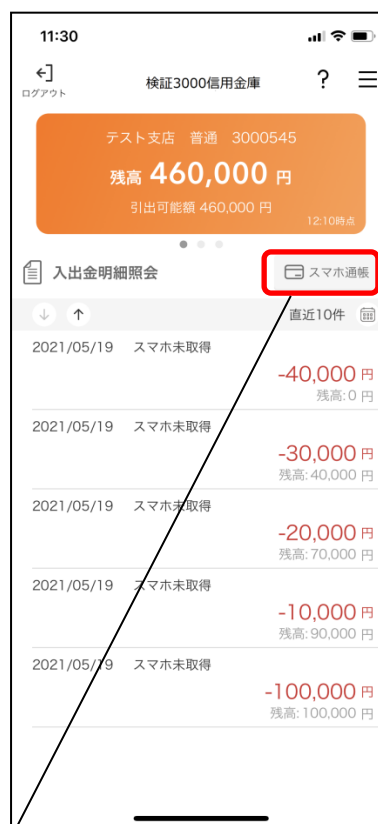 11:30
ログアウト
検証3000信用金庫
?
テスト支店 普通 3000545
残高 460,000 円
引出可能額 460,000 円
12:10時点
入出金明細照会
スマホ通帳
↓ ↑
直近10件
2021/05/19 スマホ未取得
-40,000 円
残高:0 円
2021/05/19 スマホ未取得
-30,000 円
残高:40,000 円
2021/05/19 スマホ未取得
-20,000 円
残高:70,000 円
2021/05/19 スマホ未取得
-10,000 円
残高:90,000 円
2021/05/19 スマホ未取得
-100,000 円
残高:100,000 円